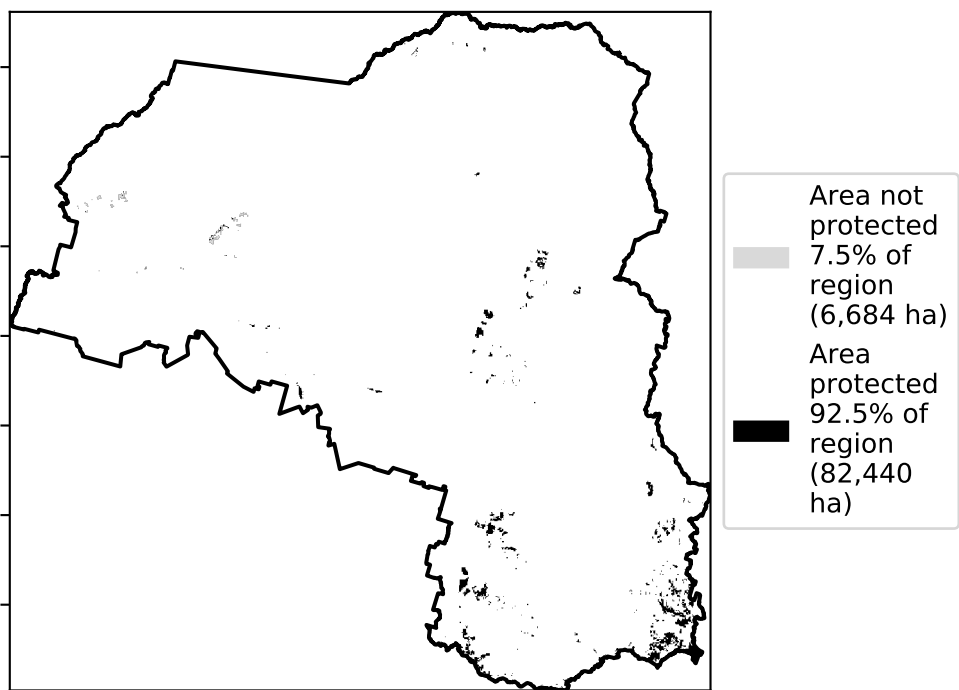 Area not
protected
7.5% of
region
(6,684 ha)
Area
protected
92.5% of
region
(82,440
ha)